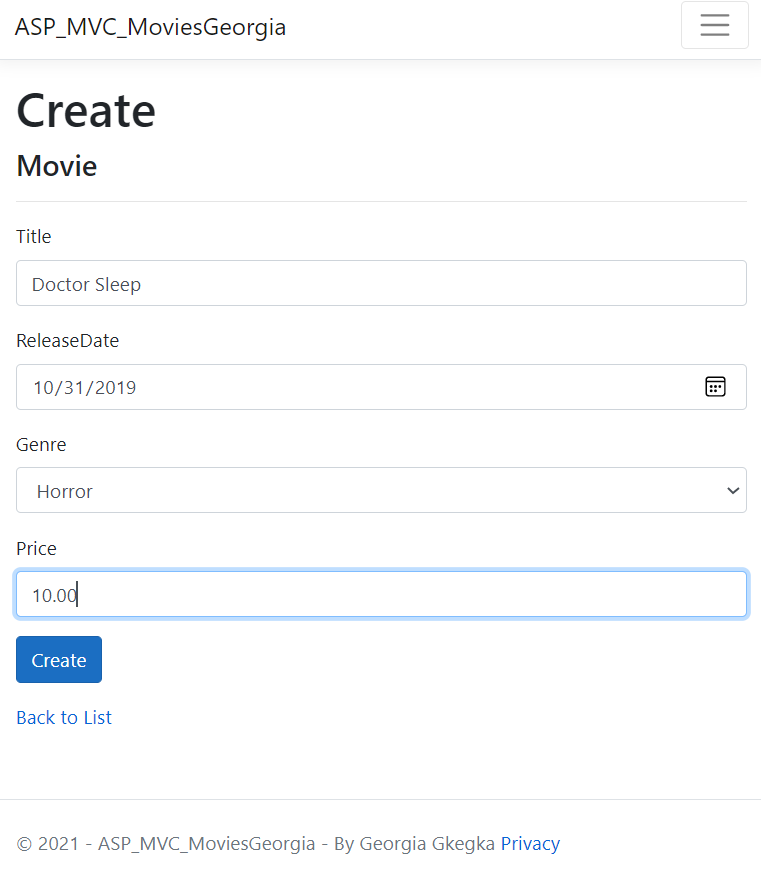 ASP_MVC_MoviesGeorgia
Create
Movie
Title
Doctor Sleep
ReleaseDate
10/31/2019
Genre
Horror
Price
10.00
Create
Back to List
© 2021 - ASP_MVC_MoviesGeorgia - By Georgia Gkegka Privacy